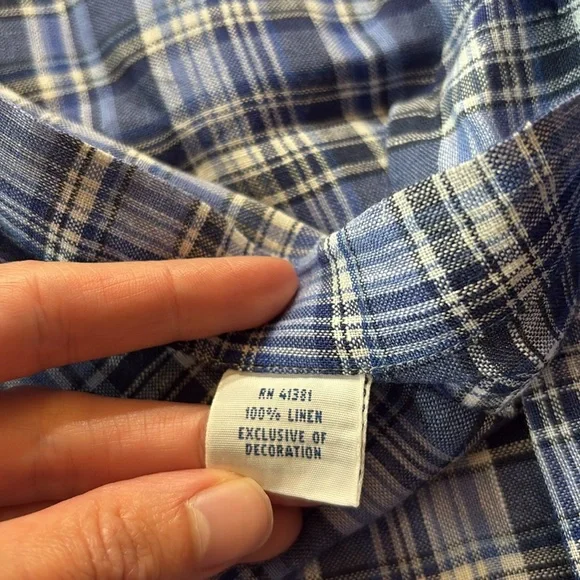 RN 41381
100% LINEN
EXCLUSIVE OF
DECORATION